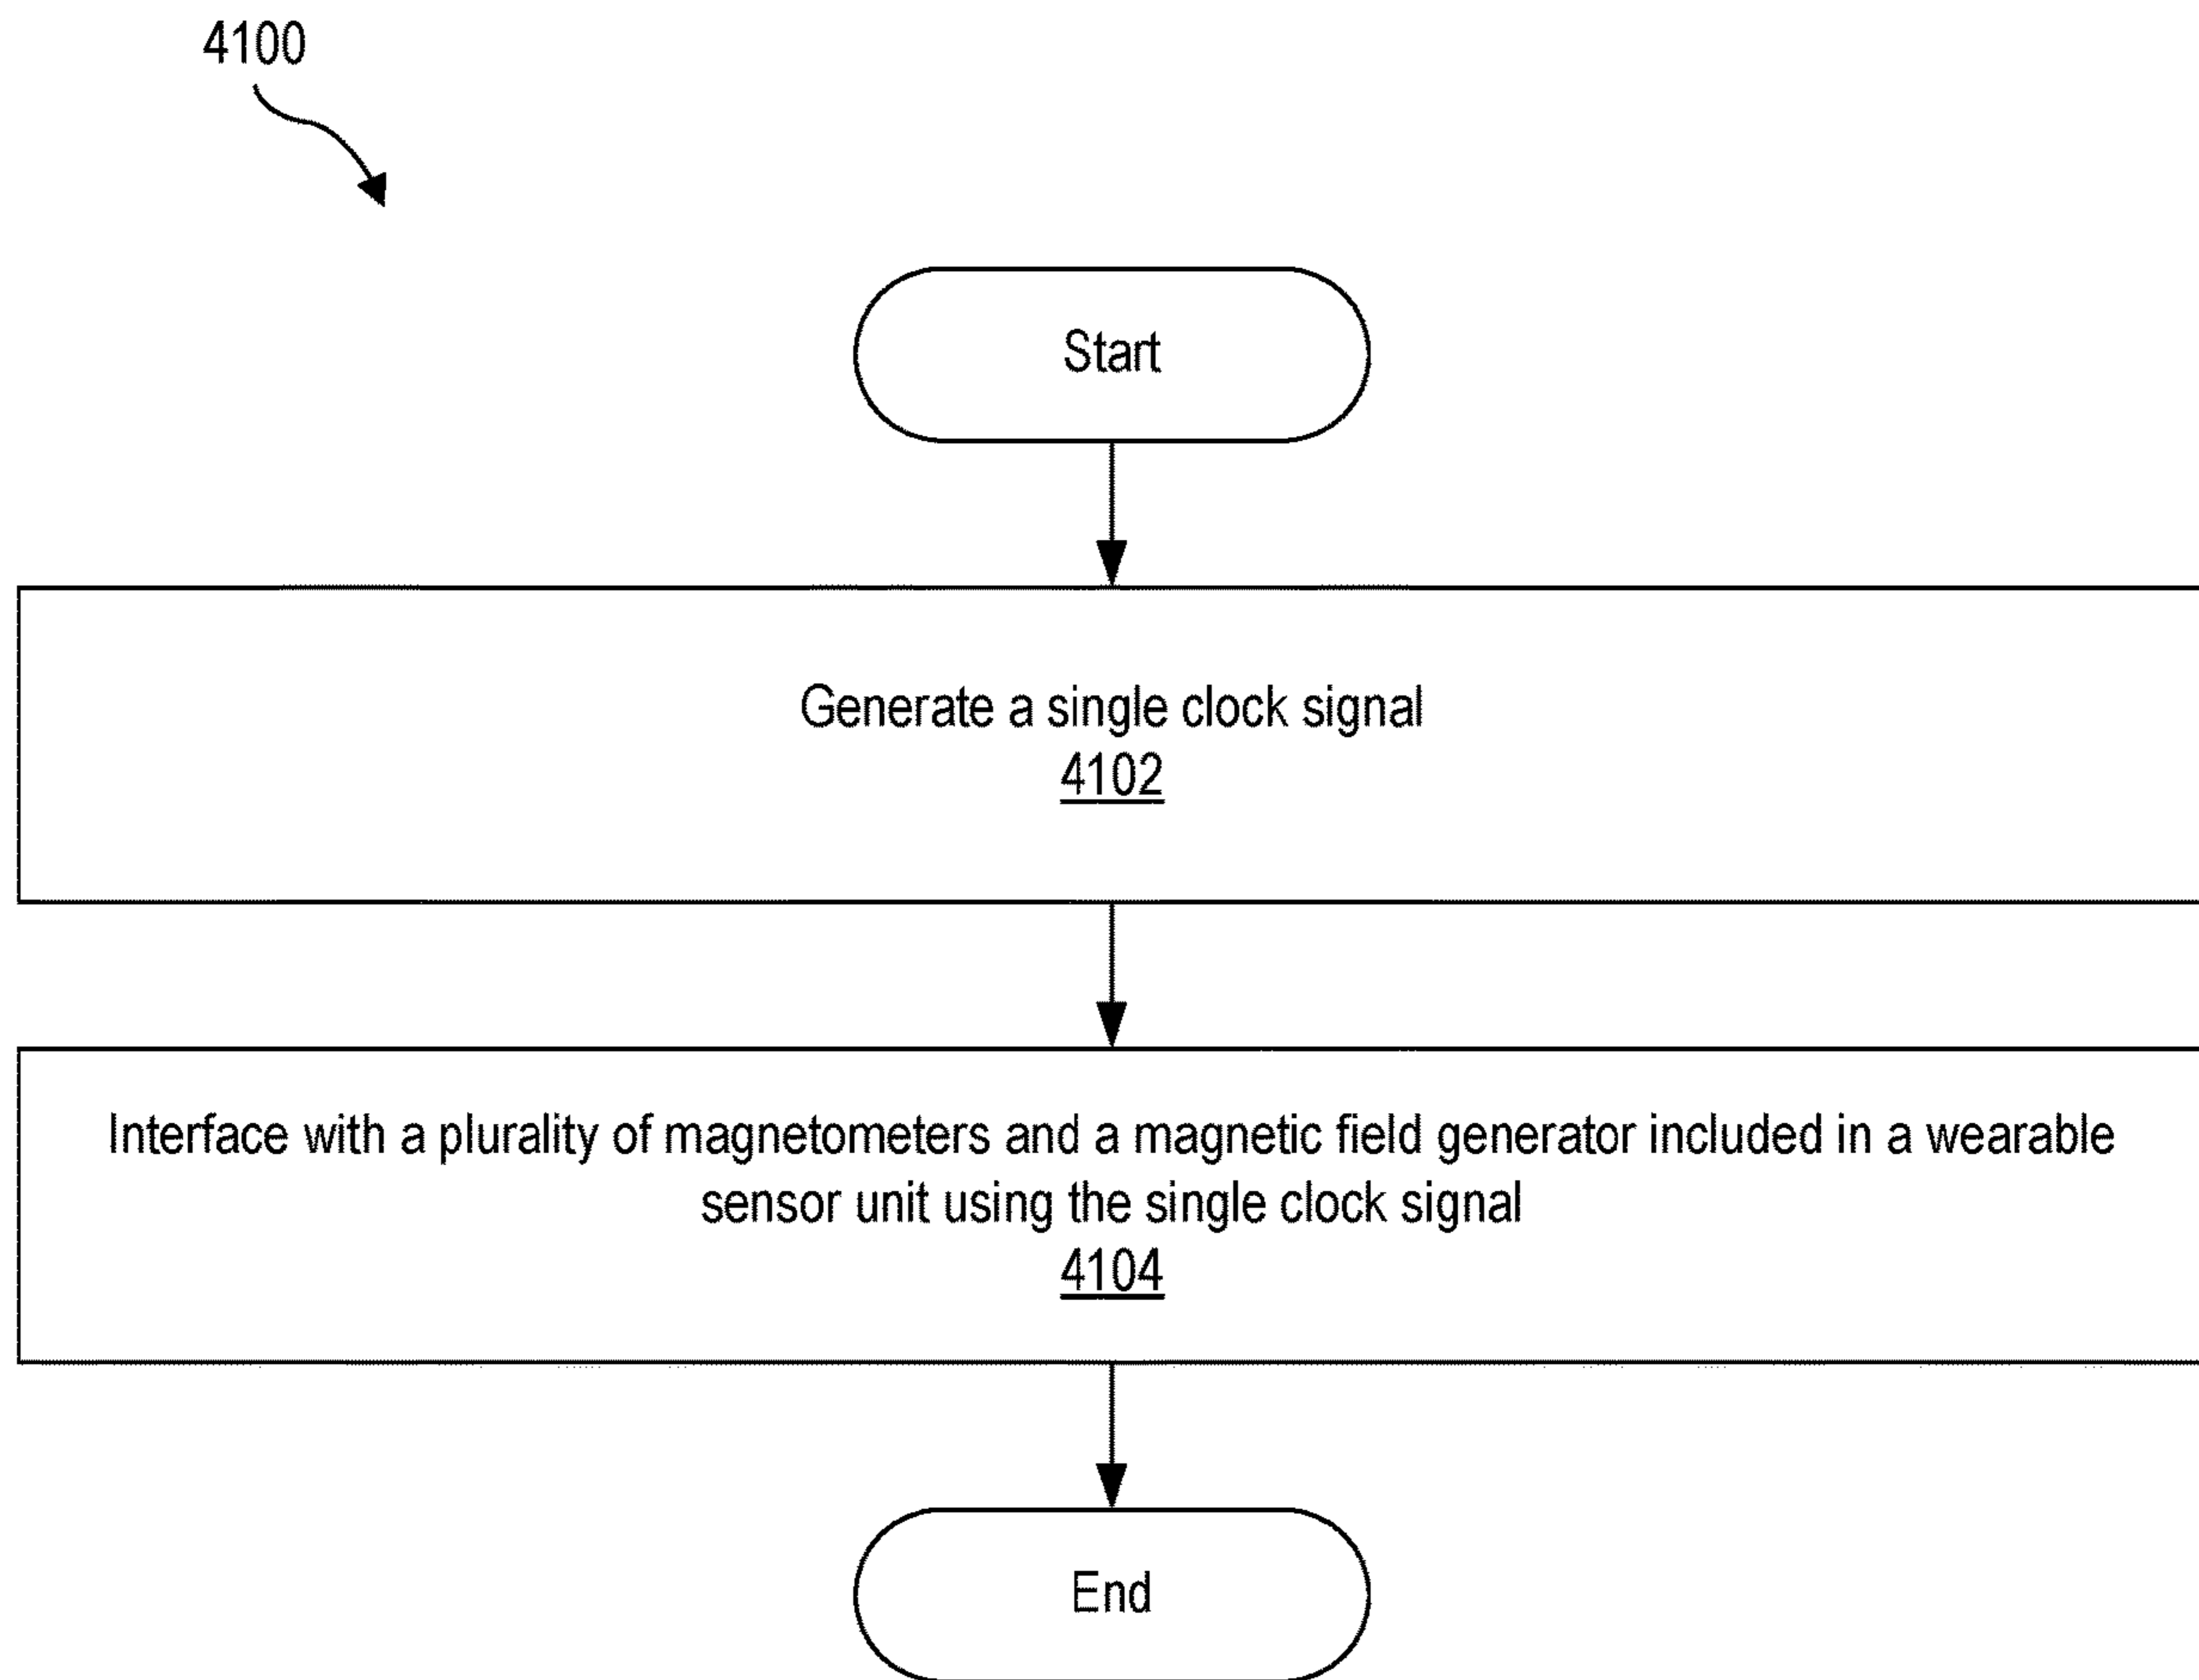 4100
Start
Generate a single clock signal
4102
Interface with a plurality of magnetometers and a magnetic field generator included in a wearable
sensor unit using the single clock signal
4104
End